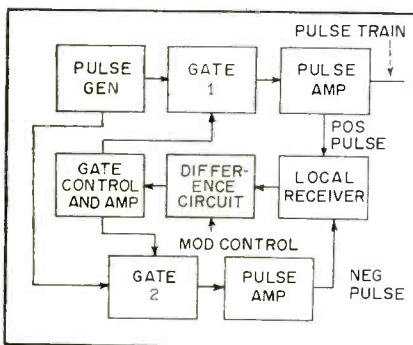 PULSE TRAIN
PULSE
GEN
GATE
1
PULSE
AMP
POS
PULSE
GATE
CONTROL
AND AMP
DIFFER-
ENCE
CIRCUIT
LOCAL
RECEIVER
MOD CONTROL
GATE
2
PULSE
AMP
NEG
PULSE